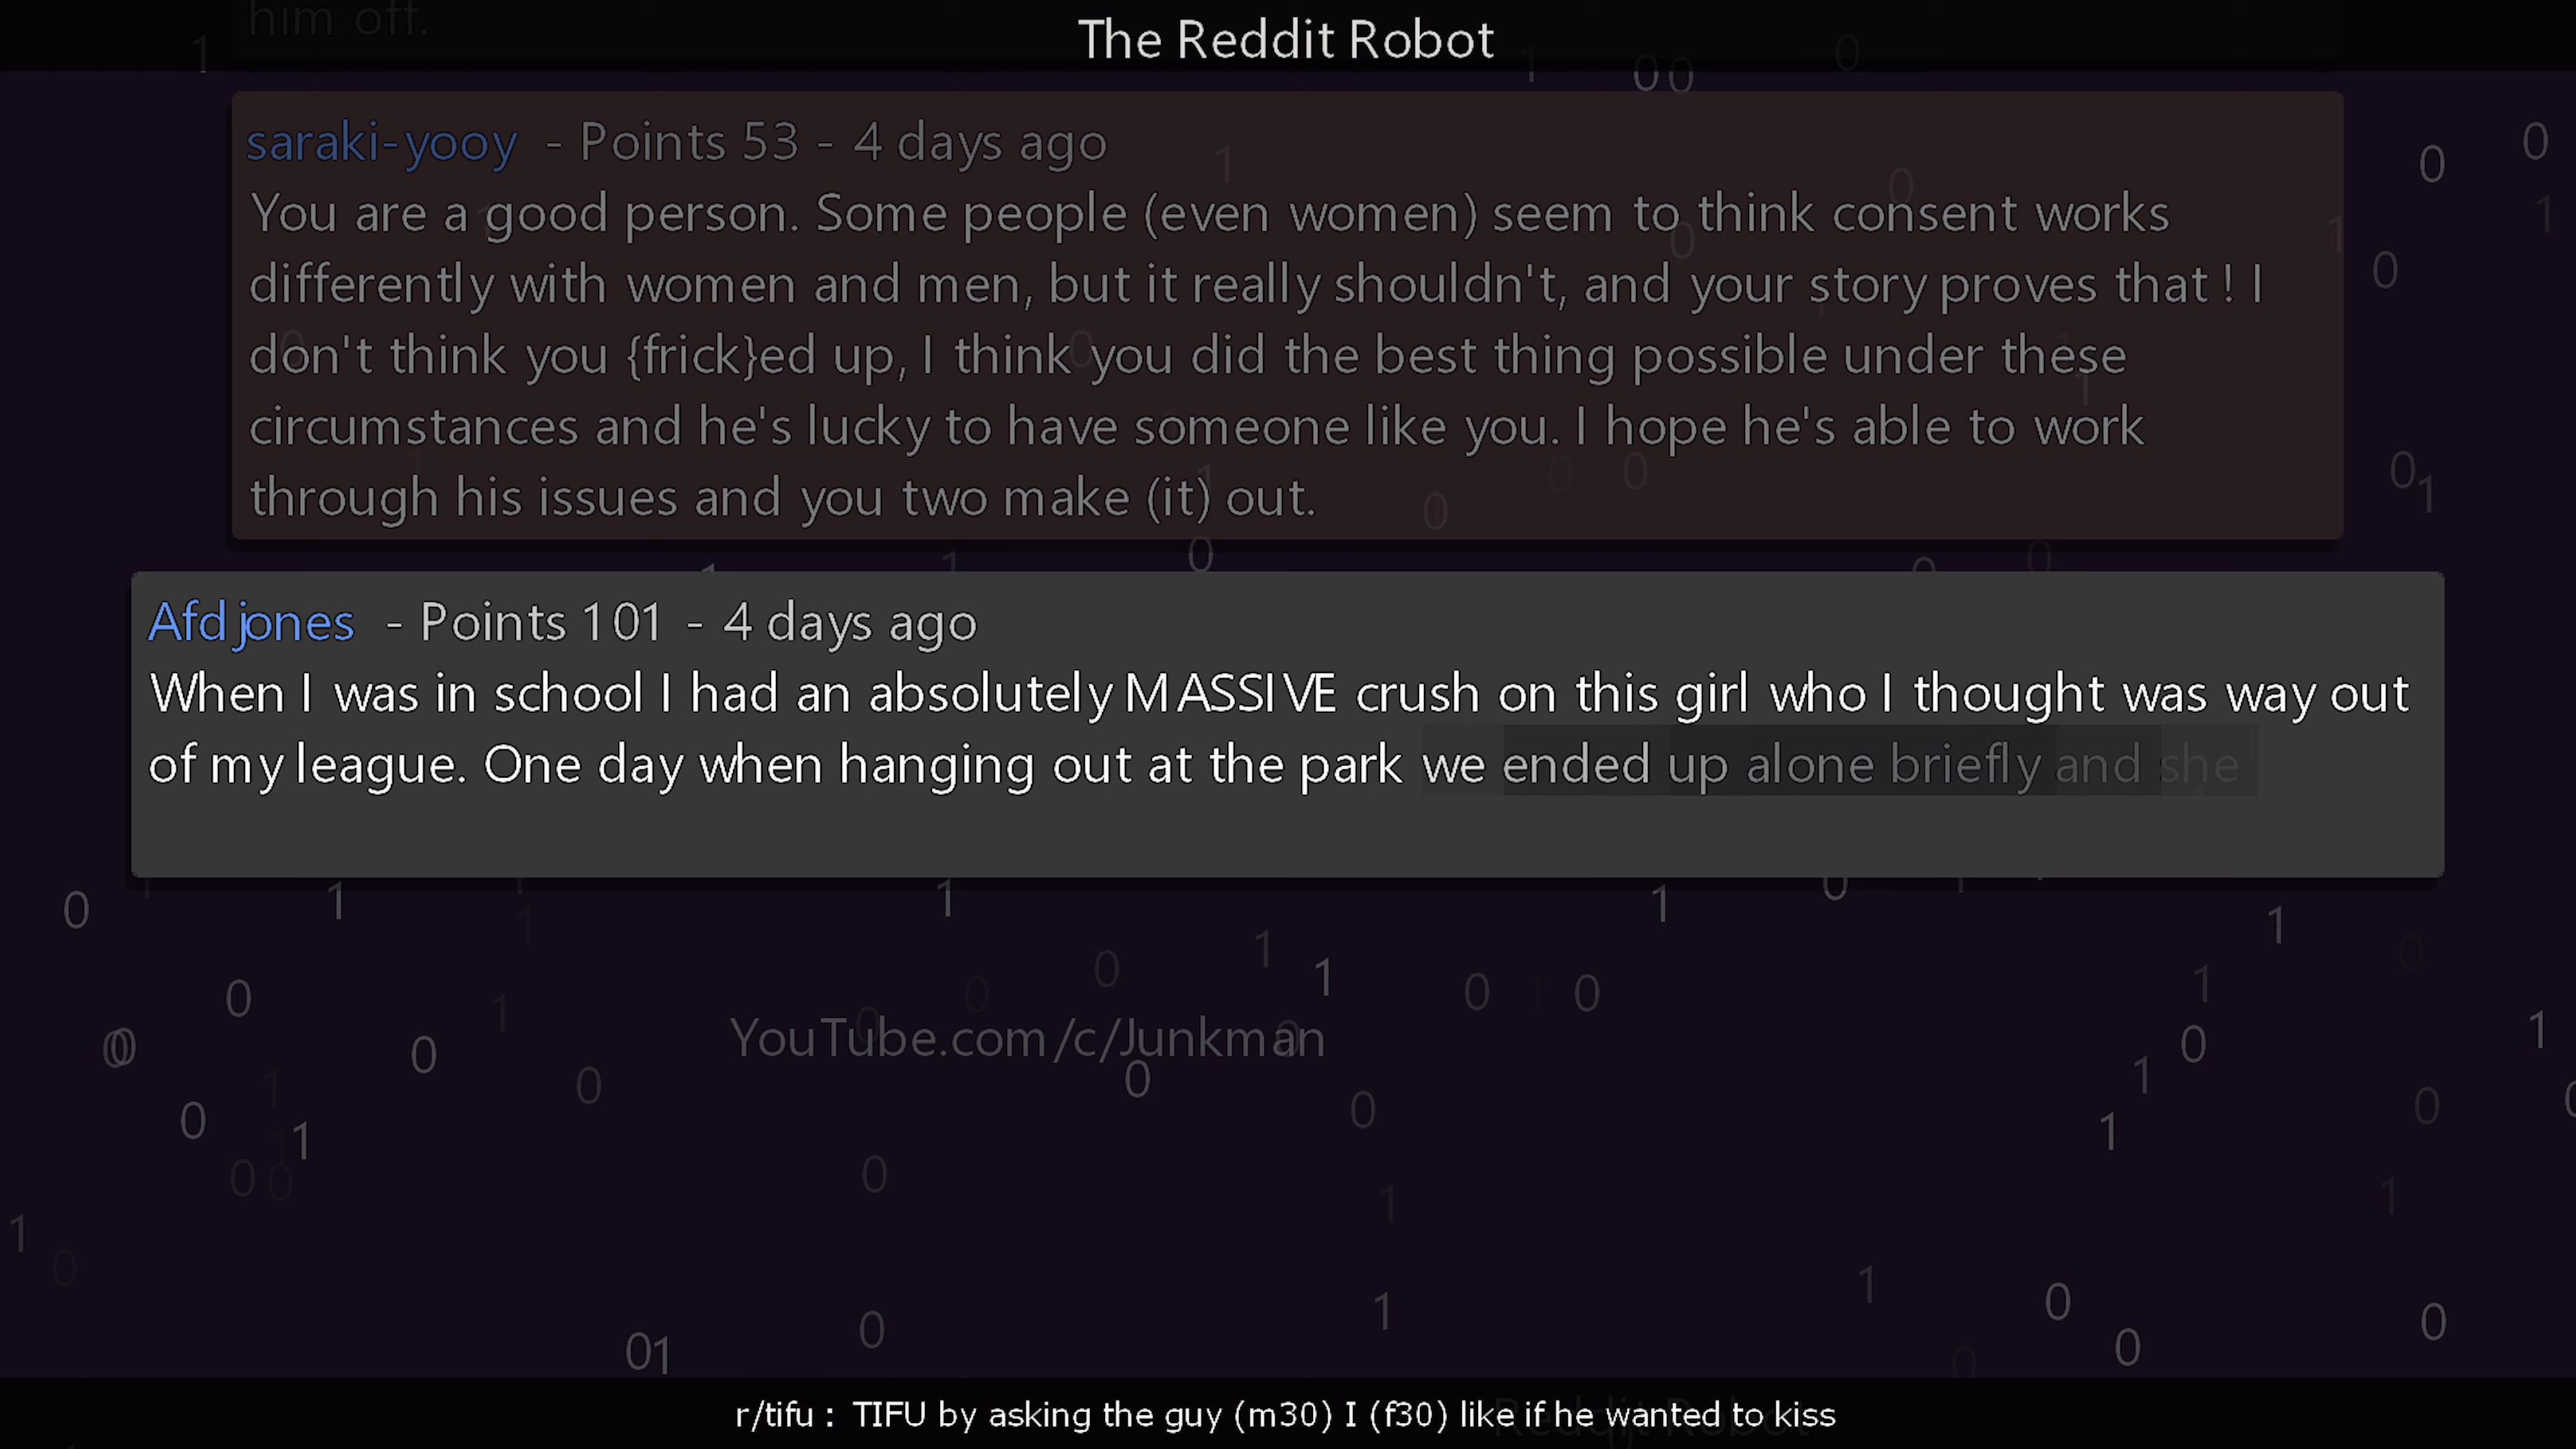 him off.
The Reddit Robot
saraki-yooy - Points 53 - 4 days ago
You are a good person. Some people (even women) seem to think consent works
differently with women and men, but it really shouldn't, and your story proves that ! I
don't think you {frick}ed up, I think you did the best thing possible under these
circumstances and he's lucky to have someone like you. I hope he's able to work
through his issues and you two make (it) out.
Afdjones - Points 101 - 4 days ago
When I was in school I had an absolutely MASSIVE crush on this girl who I thought was way out
of my league. One day when hanging out at the park we ended up alone briefly and she
YouTube.com/c/Junkman
r/tifu : TIFU by asking the guy (m30) I (f30) like if he wanted to kiss
Reddit Robot